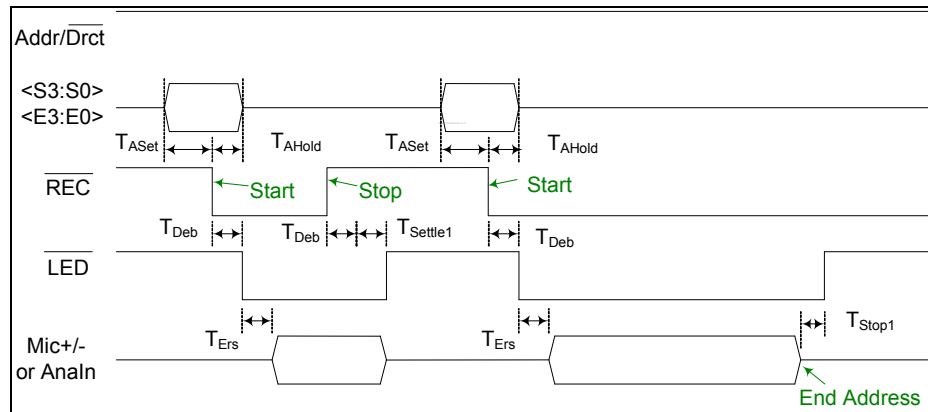 Addr/Drct
<S3:S0>
<E3:E0>
TASet TAHold TASet TAHold
REC
Start Stop Start
TDeb TDeb TSettle1 TDeb
LED
TErs TErs TStop1
Mic+/-
or AnaIn
End Address